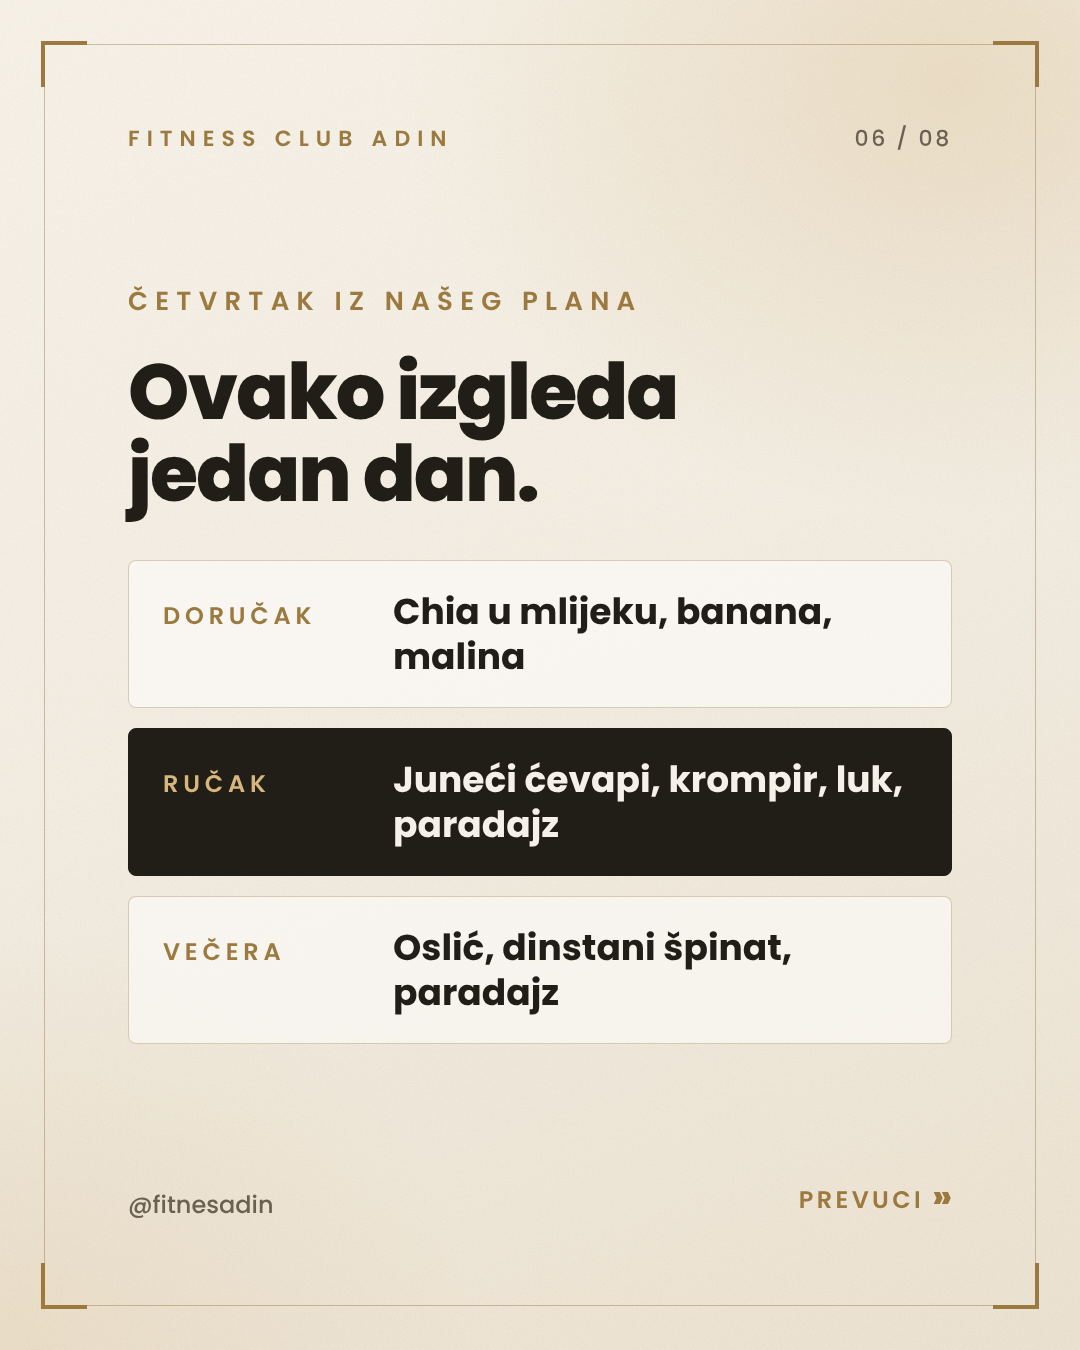 FITNESS CLUB ADIN
06 / 08
ČETVRTAK IZ NAŠEG PLANA
Ovako izgleda
jedan dan.
DORUČAK
Chia u mlijeku, banana,
malina
RUČAK
Juneći ćevapi, krompir, luk,
paradajz
VEČERA
Oslić, dinstani špinat,
paradajz
@fitnesadin
PREVUCI »